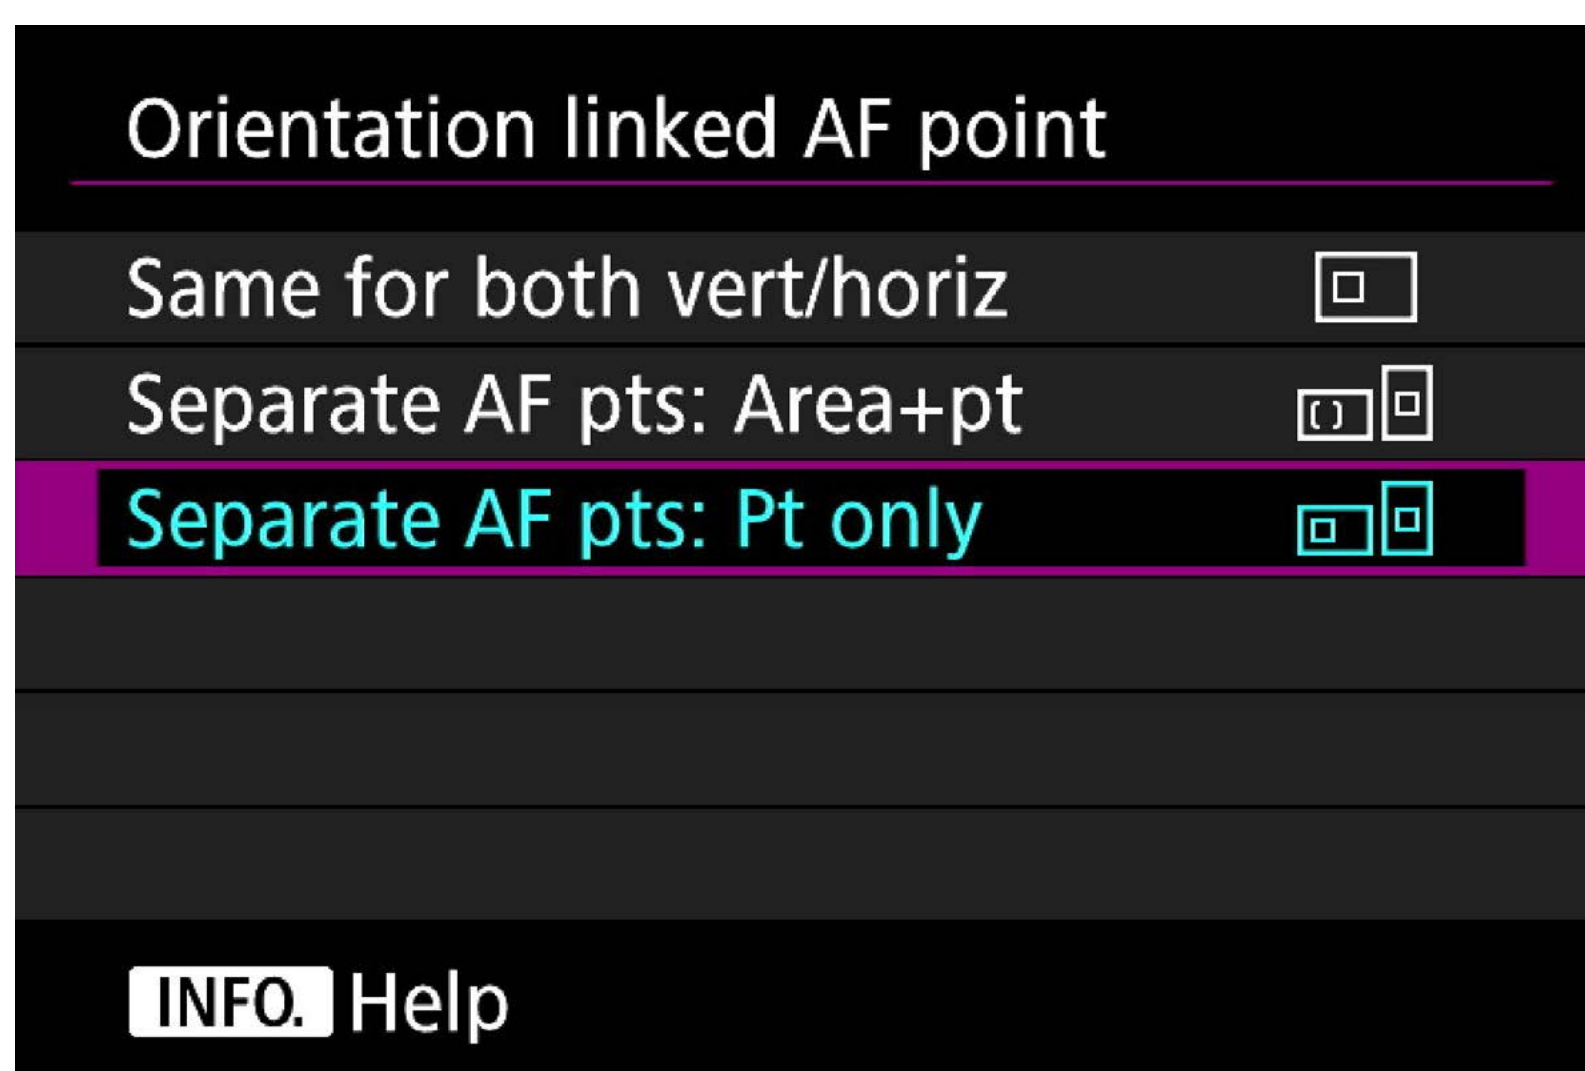 Orientation linked AF point
Same for both vert/horiz
Separate AF pts: Area+pt
Separate AF pts: Pt only
INFO. Help